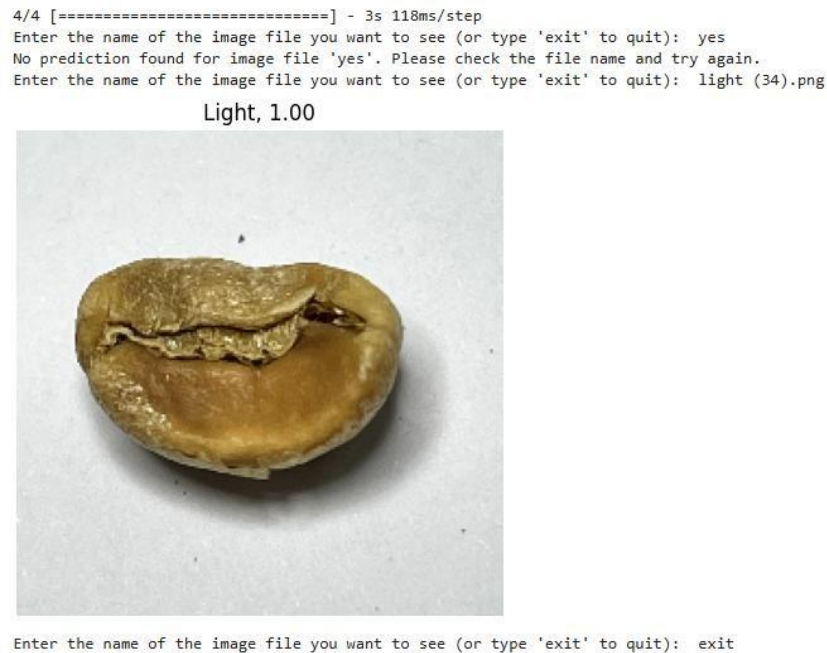 4/4 [==============================] - 3s 118ms/step
Enter the name of the image file you want to see (or type 'exit' to quit):  yes
No prediction found for image file 'yes'. Please check the file name and try again.
Enter the name of the image file you want to see (or type 'exit' to quit):  light (34).png
Light, 1.00
Enter the name of the image file you want to see (or type 'exit' to quit):  exit